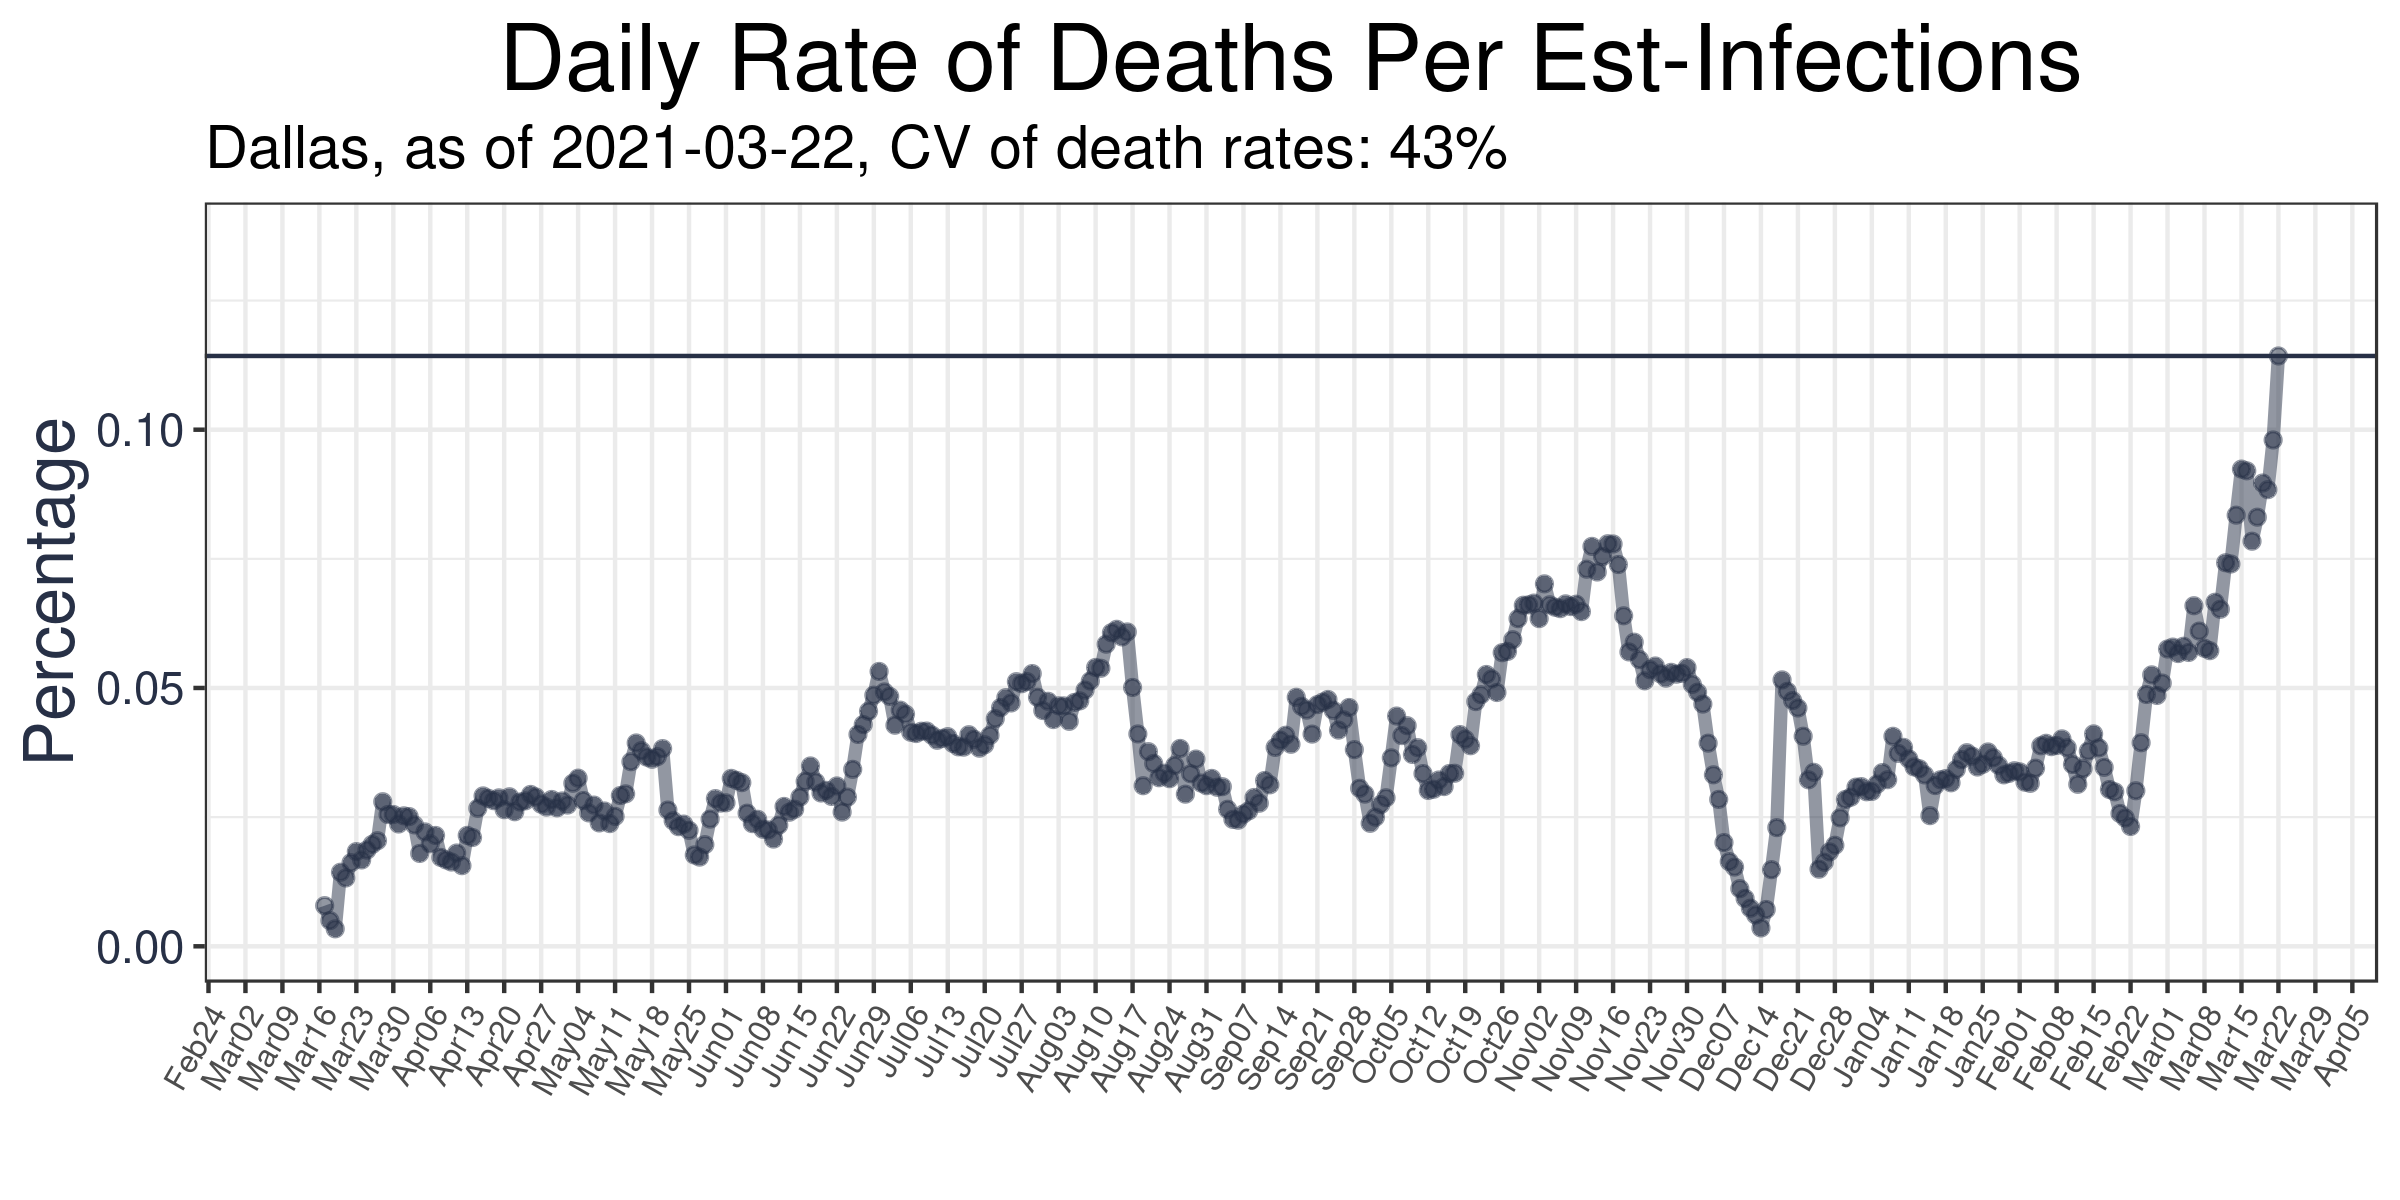 Daily Rate of Deaths Per Est-Infections
Dallas, as of 2021-03-22, CV of death rates: 43%
Percentage
0.10
0.05
0.00
Feb24
Mar02
Mar09
Mar16
Mar23
Mar30
Apr06
Apr13
Apr20
Apr27
May04
May11
May18
May25
Jun01
Jun08
Jun15
Jun22
Jun29
Jul06
Jul13
Jul20
Jul27
Aug03
Aug10
Aug17
Aug24
Aug31
Sep07
Sep14
Sep21
Sep28
Oct05
Oct12
Oct19
Oct26
Nov02
Nov09
Nov16
Nov23
Nov30
Dec07
Dec14
Dec21
Dec28
Jan04
Jan11
Jan18
Jan25
Feb01
Feb08
Feb15
Feb22
Mar01
Mar08
Mar15
Mar22
Mar29
Apr05